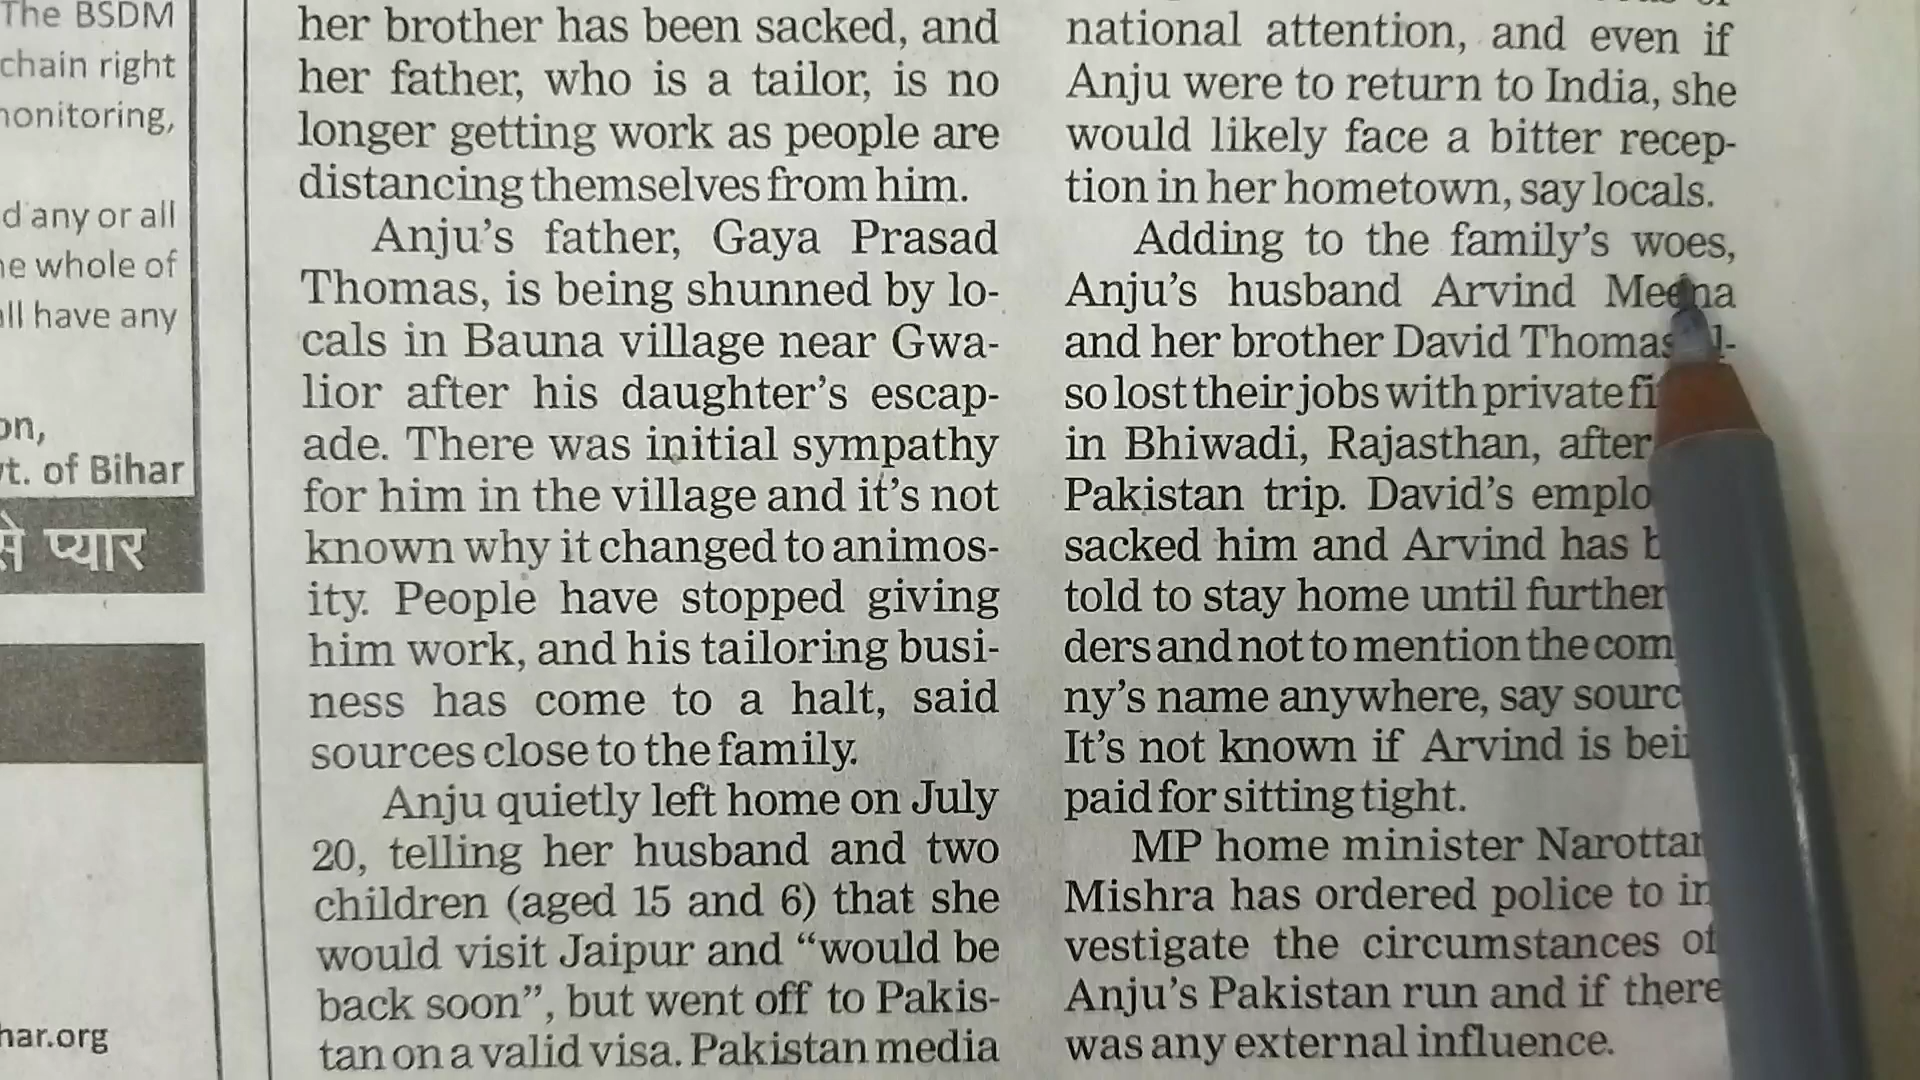 The BSDM
chain right
d any or all
whole of
have any
of Bihar
प्यार
her brother has been sacked, and
her father, who is a tailor, is no
longer getting work as people are
distancing themselves from him.
Anju's father, Gaya Prasad
Thomas, is being shunned by lo-
cals in Bauna village near Gwa-
lior after his daughter's escap-
ade. There was initial sympathy
for him in the village and it's not
known why it changed to animos-
ity. People have stopped giving
him work, and his tailoring busi-
ness has come to a halt, said
sources close to the family.
Anju quietly left home on July
20, telling her husband and two
children (aged 15 and 6) that she
would visit Jaipur and “would be
back soon”, but went off to Pakis-
tan on a valid visa. Pakistan media
national attention, and even if
Anju were to return to India, she
would likely face a bitter recep-
tion in her hometown, say locals.
Adding to the family's woes,
Anju's husband Arvind Meena
and her brother David Thomas
so lost their jobs with private
in Bhiwadi, Rajasthan, after
Pakistan trip. David's emplo
sacked him and Arvind has
told to stay home until further
ders and not to mention the com
ny's name anywhere, say sourc
It's not known if Arvind is bei
paid for sitting tight.
MP home minister Narottam
Mishra has ordered police to in
vestigate the circumstances of
Anju's Pakistan run and if there
was any external influence.